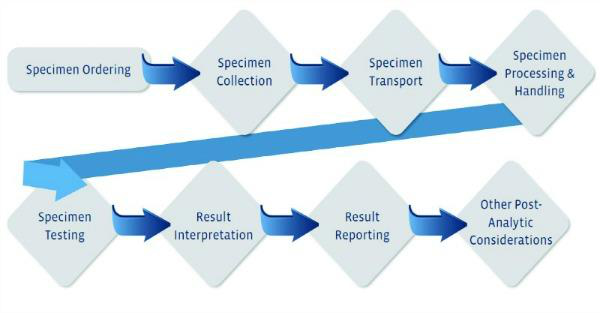 Specimen Ordering
Specimen
Collection
Specimen
Transport
Specimen
Processing &
Handling
Specimen
Testing
Result
Interpretation
Result
Reporting
Other Post-
Analytic
Considerations